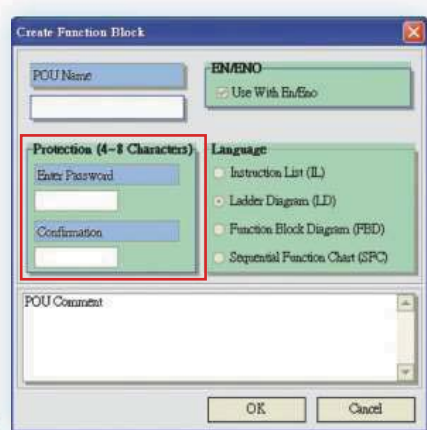 Create Function Block
POU Name
EN/ENO
Use With En/Eno
Protection (4~8 Characters)
Enter Password
Confirmation
Language
Instruction List (IL)
Ladder Diagram (LD)
Function Block Diagram (FBD)
Sequential Function Chart (SFC)
POU Comment
OK
Cancel